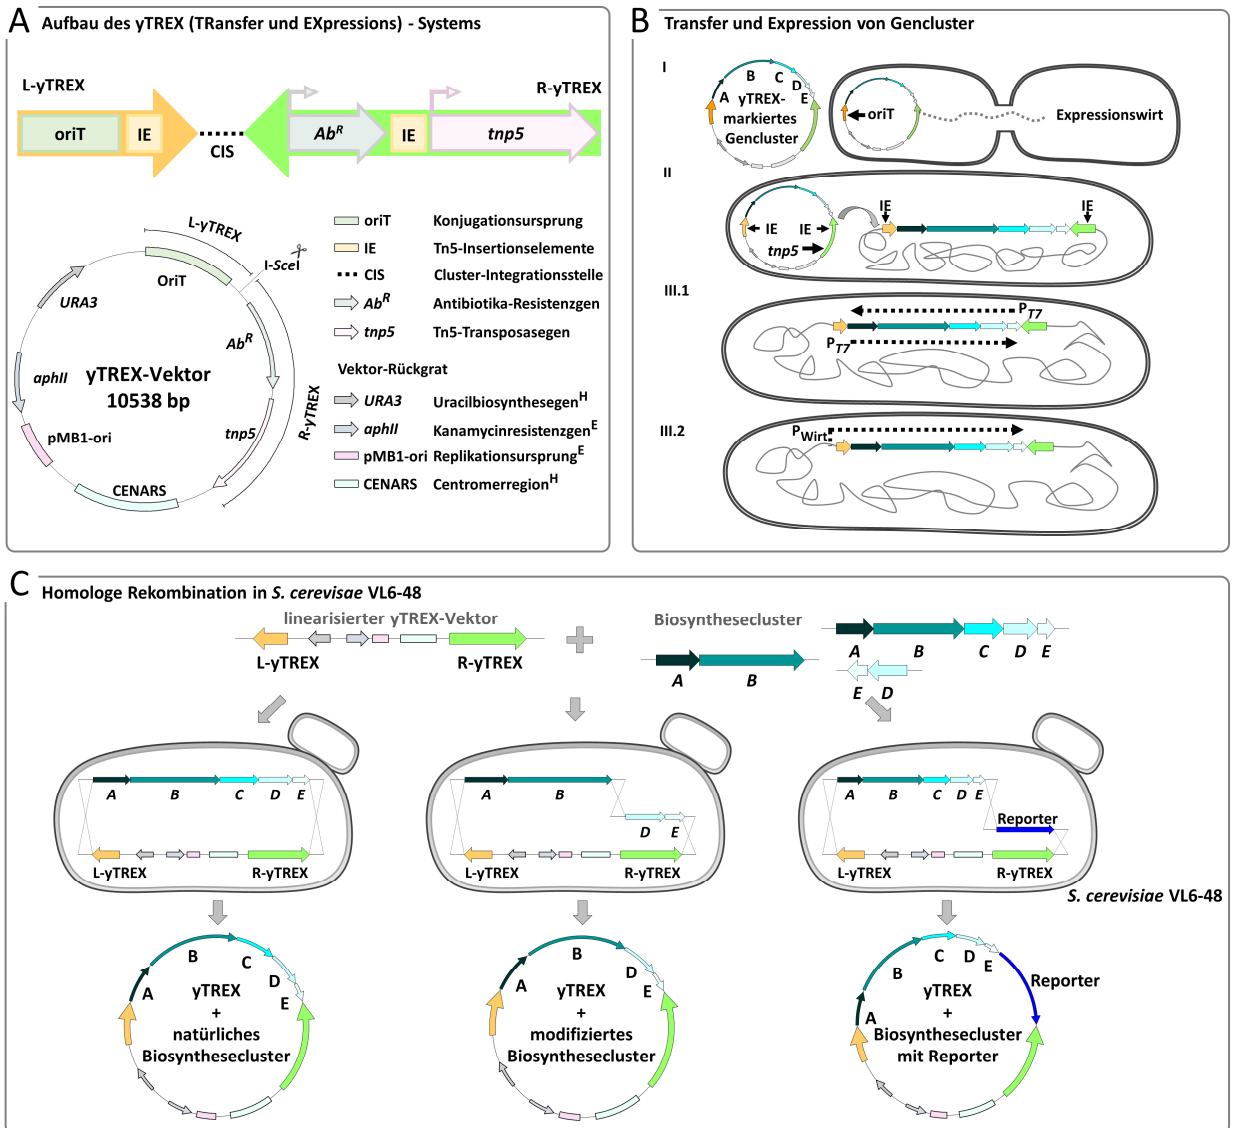 A Aufbau des yTREX (TRansfer und EXpressions) - Systems
L-yTREX
R-yTREX
oriT
IE
CIS
Ab^R
IE
tnp5
L-yTREX
I-SceI
OriT
URA3
Ab^R
aphII
yTREX-Vektor
10538 bp
R-yTREX
pMB1-ori
tnp5
CENARS
oriT Konjugationsursprung
IE Tn5-Insertionselemente
CIS Cluster-Integrationsstelle
Ab^R Antibiotika-Resistenzgen
tnp5 Tn5-Transposasegen
Vektor-Rückgrat
URA3 Uracilbiosynthesegen^H
aphII Kanamycinresistenzgen^E
pMB1-ori Replikationsursprung^E
CENARS Centromerregion^H
B Transfer und Expression von Gencluster
I
A B C D E
yTREX-
markiertes
Gencluster
oriT
Expressionswirt
II
IE IE
tnp5
IE IE
III.1
P_T7
P_T7
III.2
P_Wirt
C Homologe Rekombination in S. cerevisae VL6-48
linearisierter yTREX-Vektor
L-yTREX R-yTREX
Biosynthesecluster
A B C D E
A B
E D
A B C D E
L-yTREX R-yTREX
A B
D E
L-yTREX R-yTREX
A B C D E
Reporter
L-yTREX R-yTREX
S. cerevisiae VL6-48
A B C D E
yTREX
+
natürliches
Biosynthesecluster
A B D E
yTREX
+
modifiziertes
Biosynthesecluster
A B C D E
Reporter
yTREX
+
Biosynthesecluster
mit Reporter